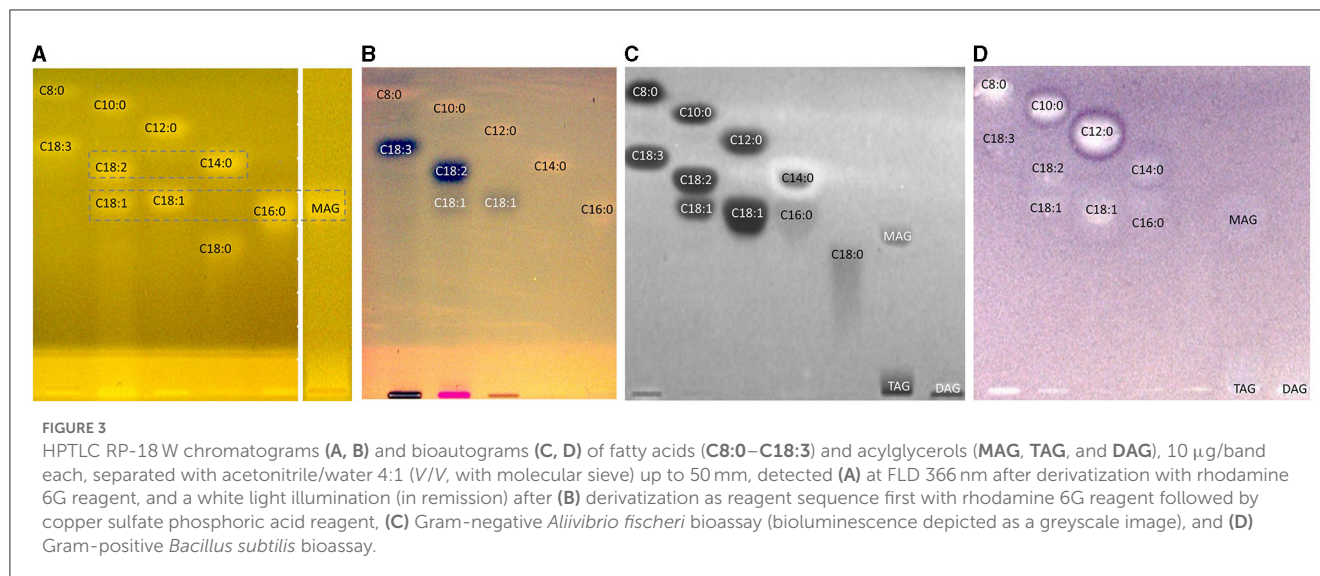 A
B
C
D
C8:0
C10:0
C12:0
C18:3
C18:2
C14:0
C18:1
C18:1
C16:0
MAG
C18:0
C8:0
C10:0
C12:0
C18:3
C18:2
C14:0
C18:1
C18:1
C16:0
C8:0
C10:0
C12:0
C18:3
C18:2
C14:0
C18:1
C18:1
C16:0
MAG
C18:0
TAG
DAG
C8:0
C10:0
C12:0
C18:3
C18:2
C14:0
C18:1
C18:1
C16:0
MAG
TAG
DAG
FIGURE 3
HPTLC RP-18 W chromatograms (A, B) and bioautograms (C, D) of fatty acids (C8:0–C18:3) and acylglycerols (MAG, TAG, and DAG), 10 μg/band
each, separated with acetonitrile/water 4:1 (V/V, with molecular sieve) up to 50 mm, detected (A) at FLD 366 nm after derivatization with rhodamine
6G reagent, and a white light illumination (in remission) after (B) derivatization as reagent sequence first with rhodamine 6G reagent followed by
copper sulfate phosphoric acid reagent, (C) Gram-negative Aliivibrio fischeri bioassay (bioluminescence depicted as a greyscale image), and (D)
Gram-positive Bacillus subtilis bioassay.